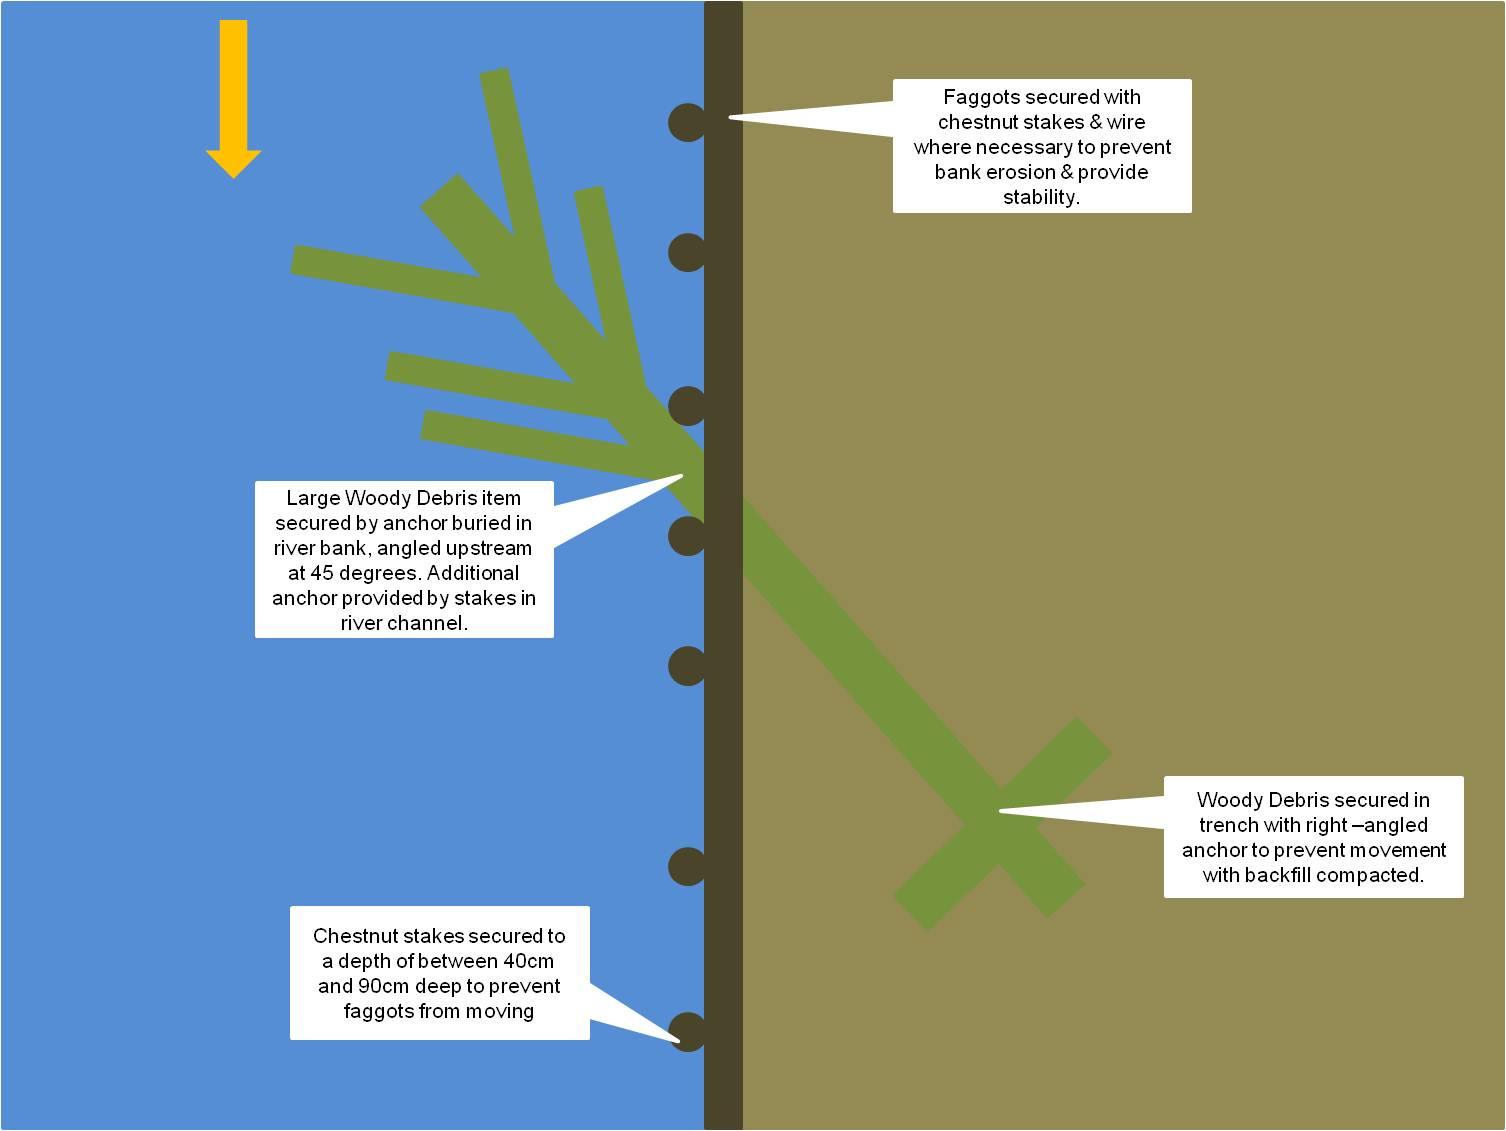 Faggots secured with
chestnut stakes & wire
where necessary to prevent
bank erosion & provide
stability.
Large Woody Debris item
secured by anchor buried in
river bank, angled upstream
at 45 degrees. Additional
anchor provided by stakes in
river channel.
Woody Debris secured in
trench with right –angled
anchor to prevent movement
with backfill compacted.
Chestnut stakes secured to
a depth of between 40cm
and 90cm deep to prevent
faggots from moving